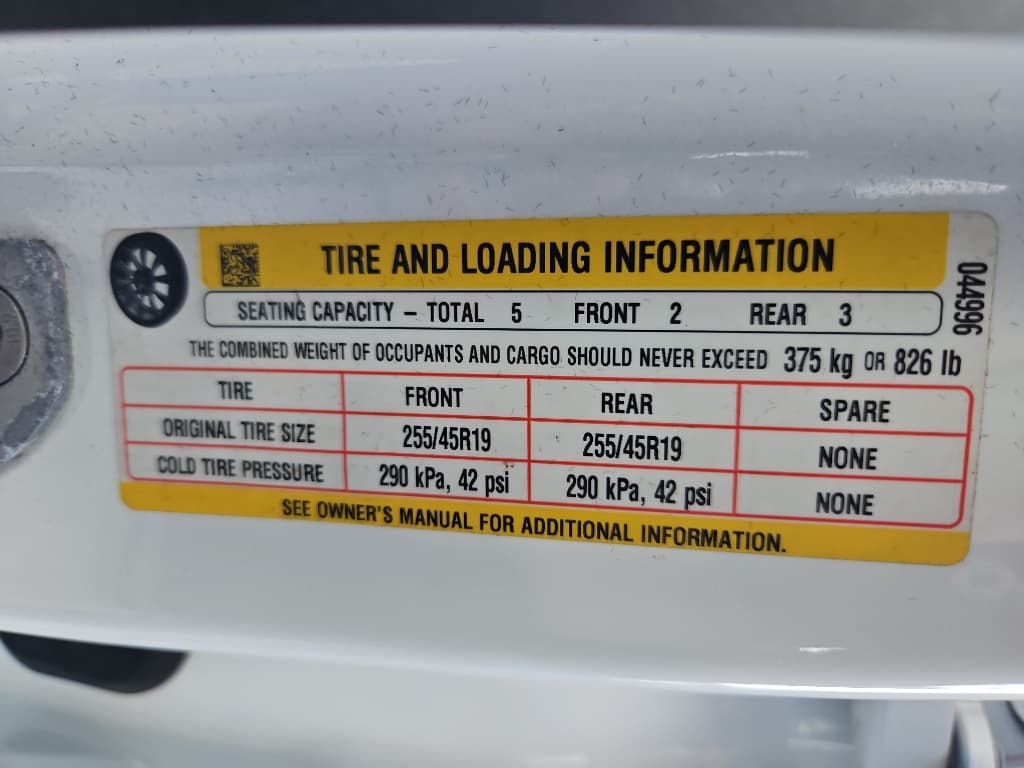 TIRE AND LOADING INFORMATION
SEATING CAPACITY – TOTAL 5 FRONT 2 REAR 3
044996
THE COMBINED WEIGHT OF OCCUPANTS AND CARGO SHOULD NEVER EXCEED 375 kg OR 826 lb
TIRE FRONT REAR SPARE
ORIGINAL TIRE SIZE 255/45R19 255/45R19 NONE
COLD TIRE PRESSURE 290 kPa, 42 psi 290 kPa, 42 psi NONE
SEE OWNER'S MANUAL FOR ADDITIONAL INFORMATION.